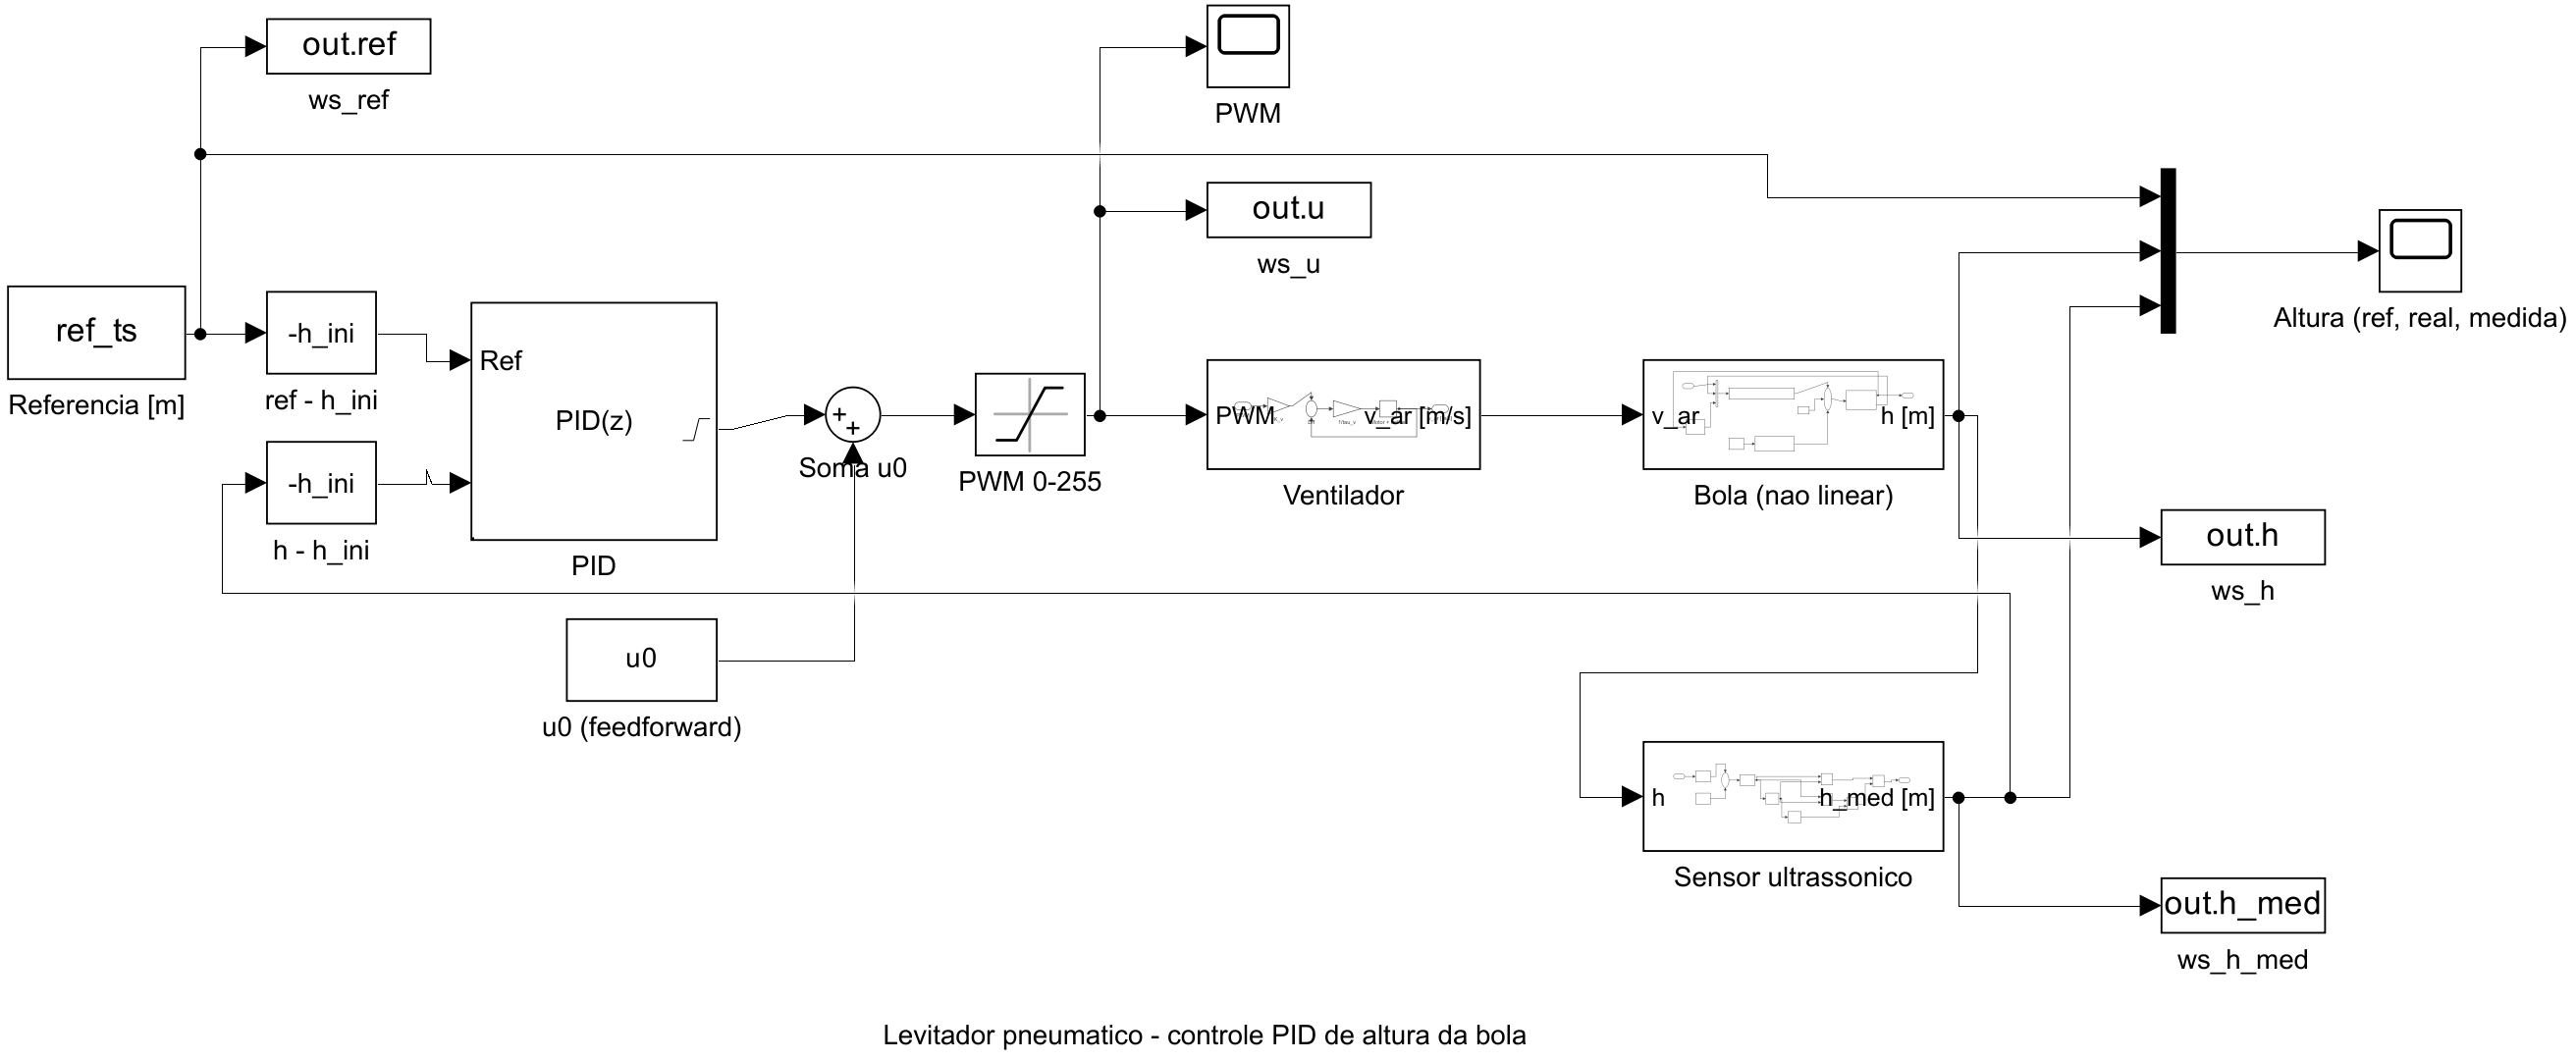 out.ref
ws_ref
PWM
out.u
ws_u
ref_ts
Referencia [m]
-h_ini
ref - h_ini
-h_ini
h - h_ini
Ref
PID(z)
PID
+
+
Soma u0
PWM 0-255
PWM
v_ar [m/s]
Ventilador
v_ar
h [m]
Bola (nao linear)
Altura (ref, real, medida)
out.h
ws_h
u0
u0 (feedforward)
h
h_med [m]
Sensor ultrassonico
out.h_med
ws_h_med
Levitador pneumatico - controle PID de altura da bola